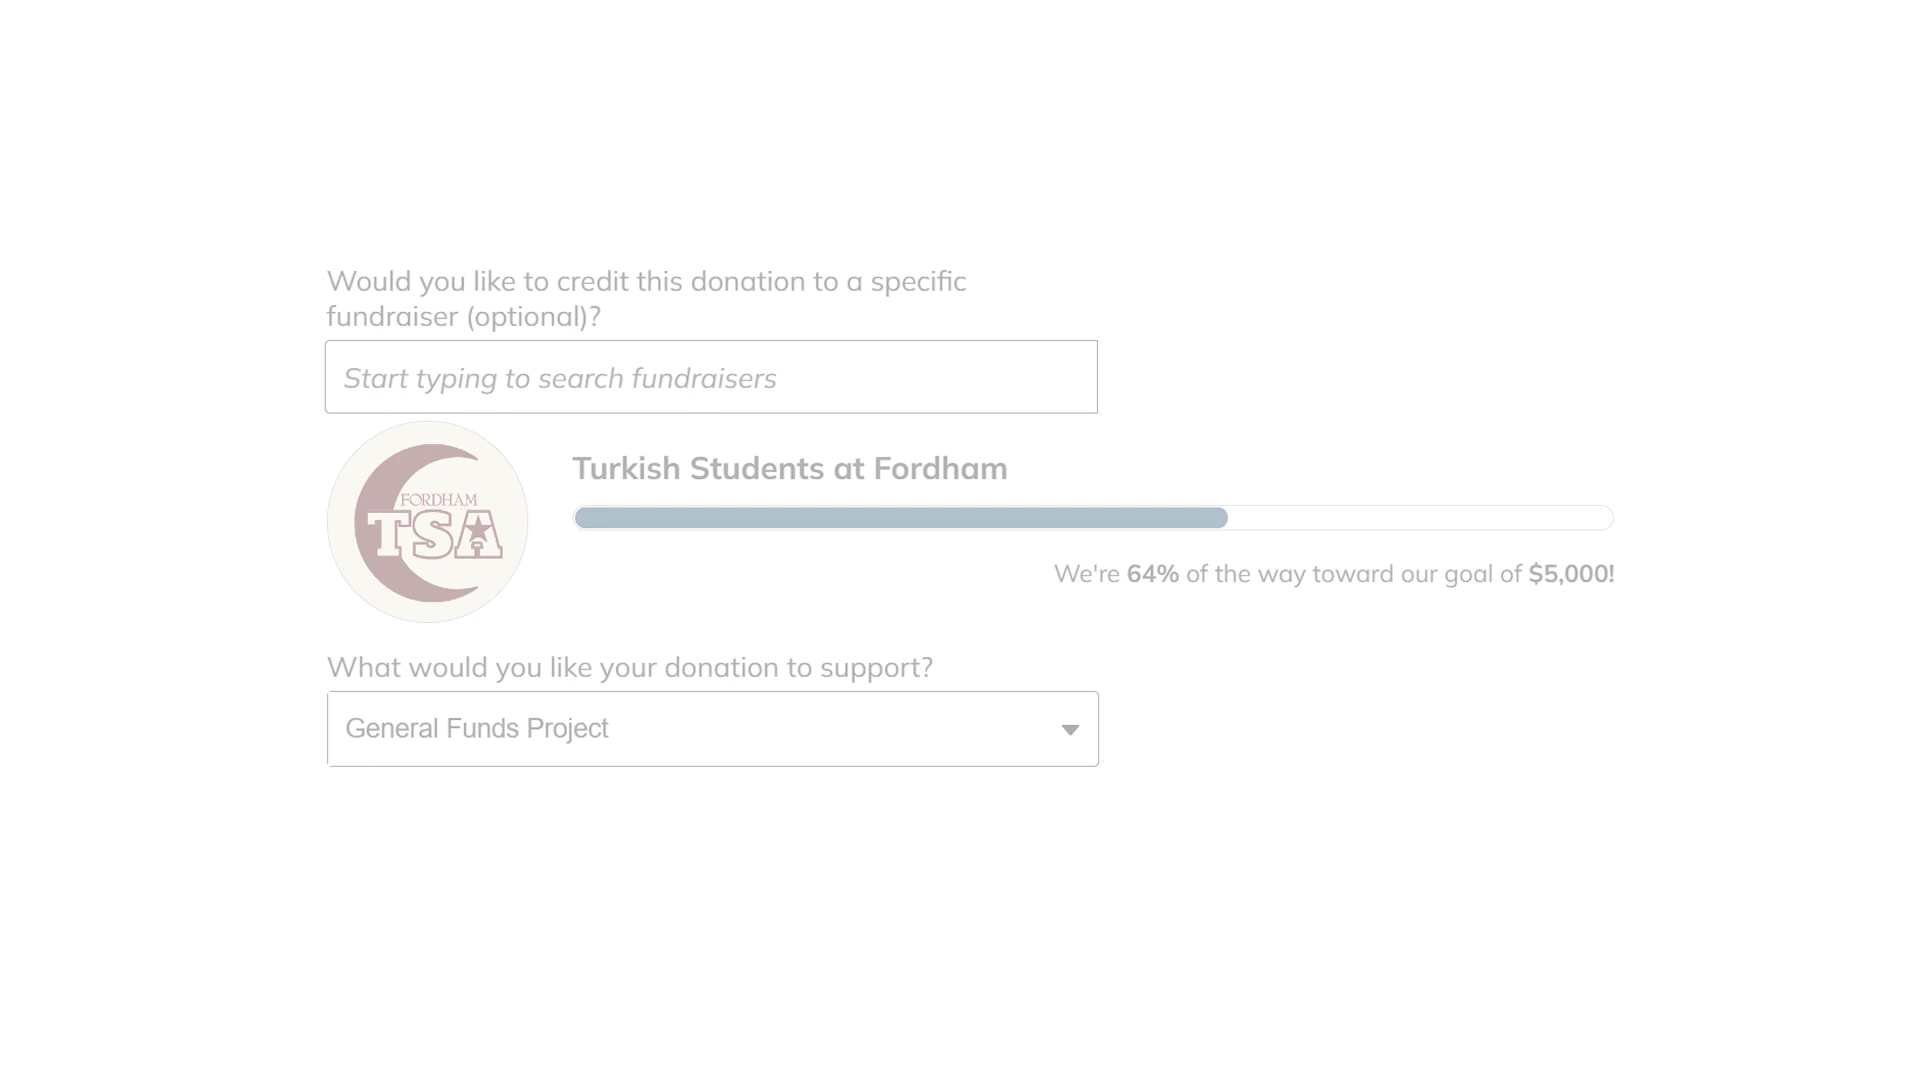 Would you like to credit this donation to a specific
fundraiser (optional)?
Start typing to search fundraisers
FORDHAM
TSA
Turkish Students at Fordham
We're 64% of the way toward our goal of $5,000!
What would you like your donation to support?
General Funds Project